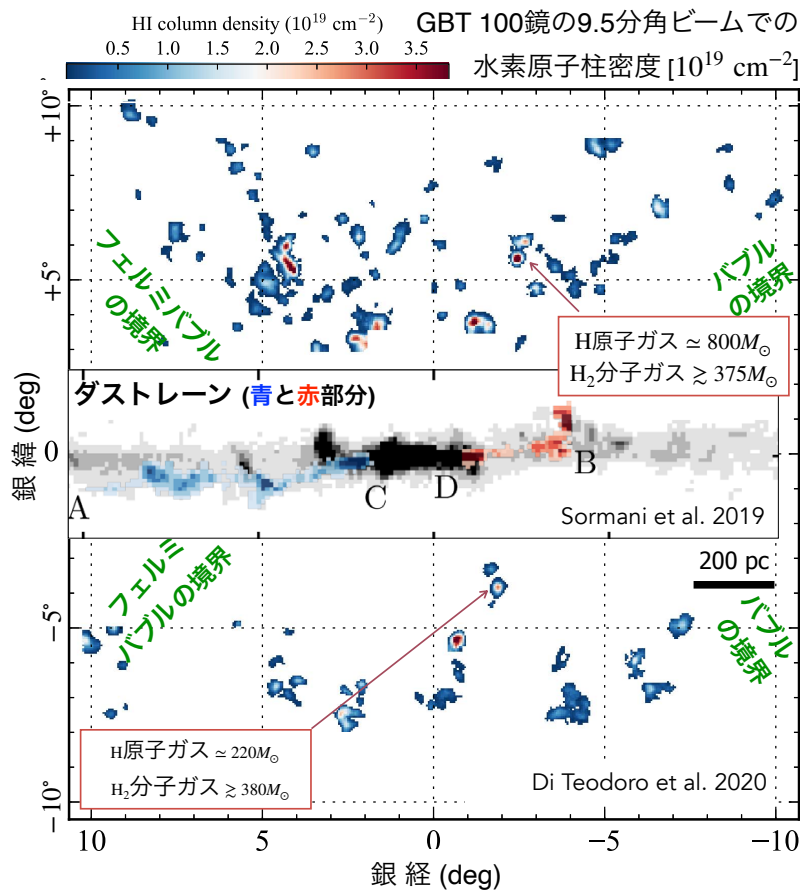 HI column density (10¹⁹ cm⁻²)
0.5 1.0 1.5 2.0 2.5 3.0 3.5
GBT 100鏡の9.5分角ビームでの
水素原子柱密度 [10¹⁹ cm⁻²]
+10°
+5°
フェルミバブル
の境界
バブル
の境界
H原子ガス ≃ 800M⊙
H₂分子ガス ≳ 375M⊙
ダストレーン (青と赤部分)
0
A
C
D
B
Sormani et al. 2019
銀 緯 (deg)
フェルミ
バブルの境界
200 pc
バブル
の境界
−5°
H原子ガス ≃ 220M⊙
H₂分子ガス ≳ 380M⊙
Di Teodoro et al. 2020
−10°
10 5 0 −5 −10
銀 経 (deg)